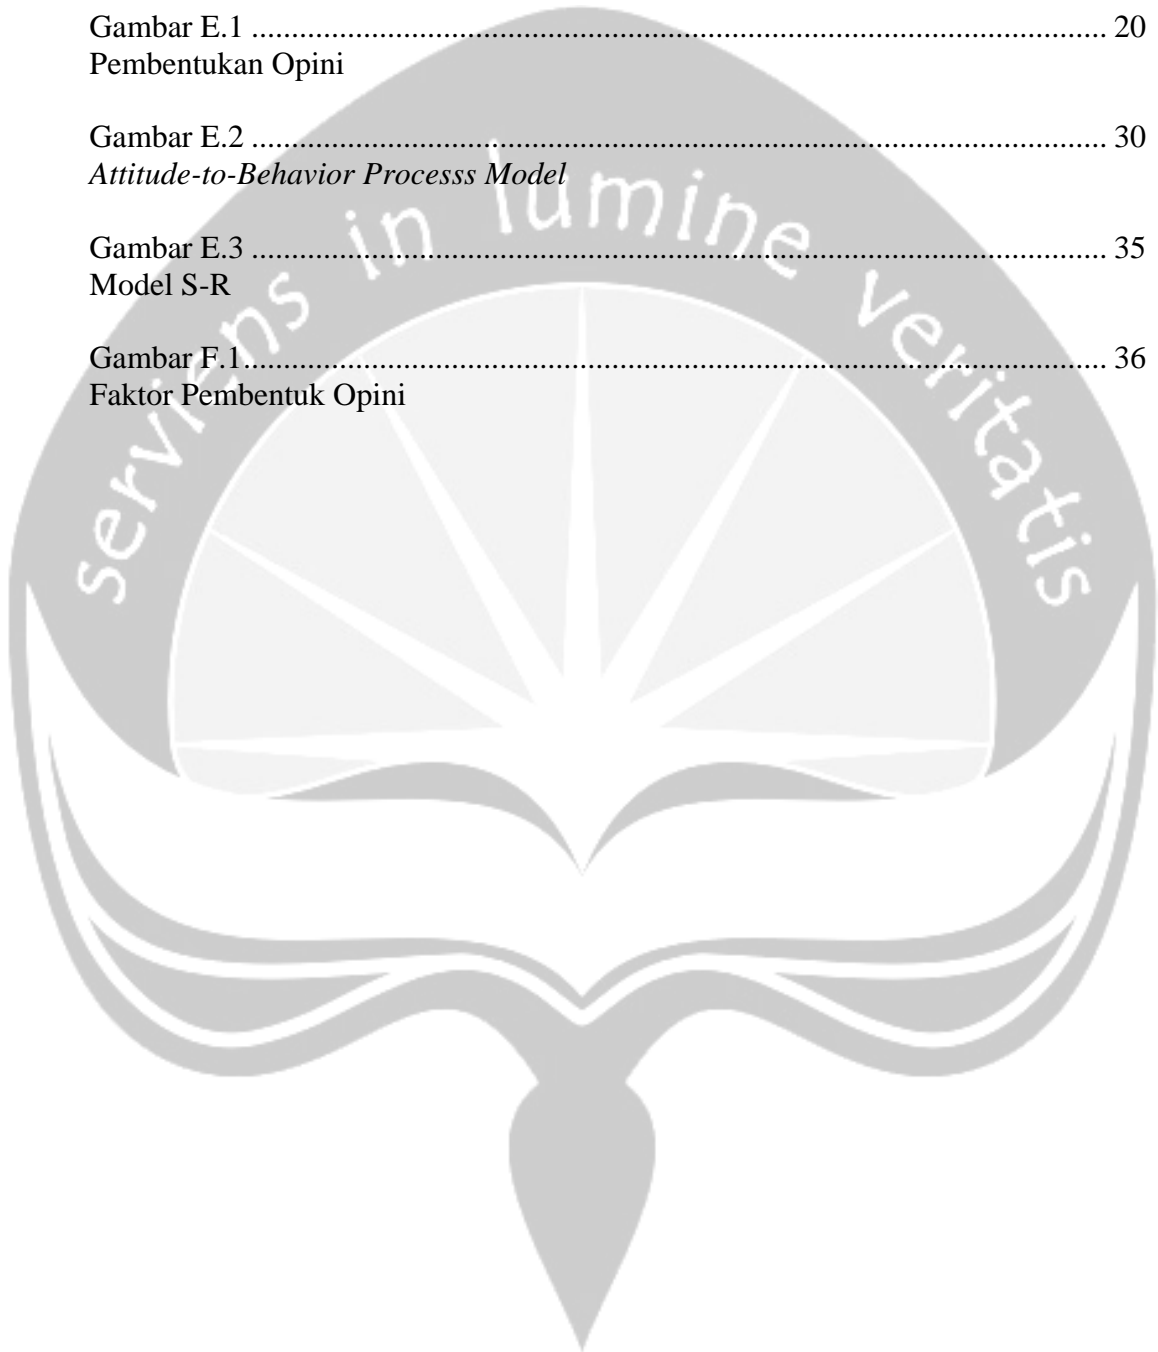 Gambar E.1 .......................................................................................................... 20
Pembentukan Opini
Gambar E.2 .......................................................................................................... 30
Attitude-to-Behavior Processs Model
Gambar E.3 .......................................................................................................... 35
Model S-R
Gambar F.1........................................................................................................... 36
Faktor Pembentuk Opini
serviens in lumine veritatis